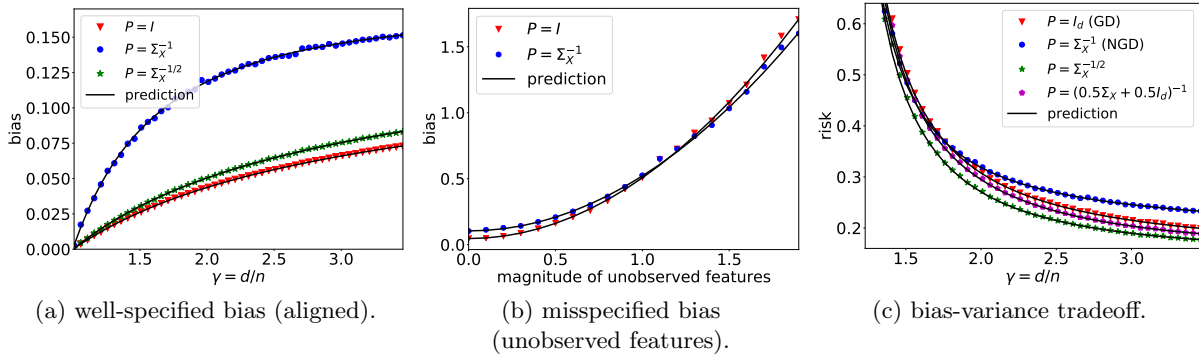 0.150
0.125
0.100
0.075
0.050
0.025
0.000
bias
P = I
P = Σ_X^{-1}
P = Σ_X^{-1/2}
prediction
1.5 2.0 2.5 3.0
γ = d/n
(a) well-specified bias (aligned).
1.5
1.0
0.5
0.0
bias
P = I
P = Σ_X^{-1}
prediction
0.0 0.5 1.0 1.5
magnitude of unobserved features
(b) misspecified bias
(unobserved features).
0.6
0.5
0.4
0.3
0.2
risk
P = I_d (GD)
P = Σ_X^{-1} (NGD)
P = Σ_X^{-1/2}
P = (0.5Σ_X + 0.5I_d)^{-1}
prediction
1.5 2.0 2.5 3.0
γ = d/n
(c) bias-variance tradeoff.